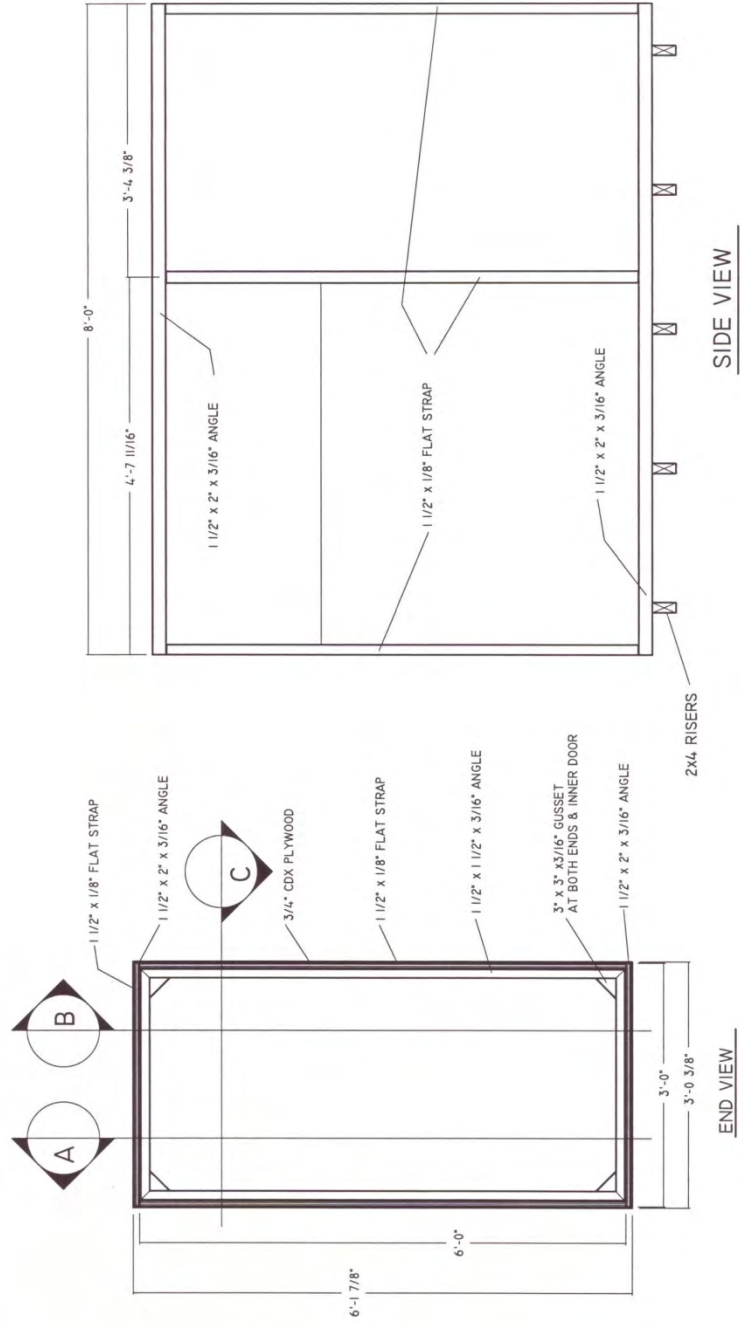 1 1/2" x 1/8" FLAT STRAP
1 1/2" x 2" x 3/16" ANGLE
B
A
C
3/4" CDX PLYWOOD
1 1/2" x 1/8" FLAT STRAP
1 1/2" x 1 1/2" x 3/16" ANGLE
3" x 3" x3/16" GUSSET
AT BOTH ENDS & INNER DOOR
1 1/2" x 2" x 3/16" ANGLE
6'-0"
6'-1 7/8"
3'-0"
3'-0 3/8"
END VIEW
8'-0"
4'-7 11/16"
3'-4 3/8"
1 1/2" x 2" x 3/16" ANGLE
1 1/2" x 1/8" FLAT STRAP
1 1/2" x 2" x 3/16" ANGLE
2x4 RISERS
SIDE VIEW